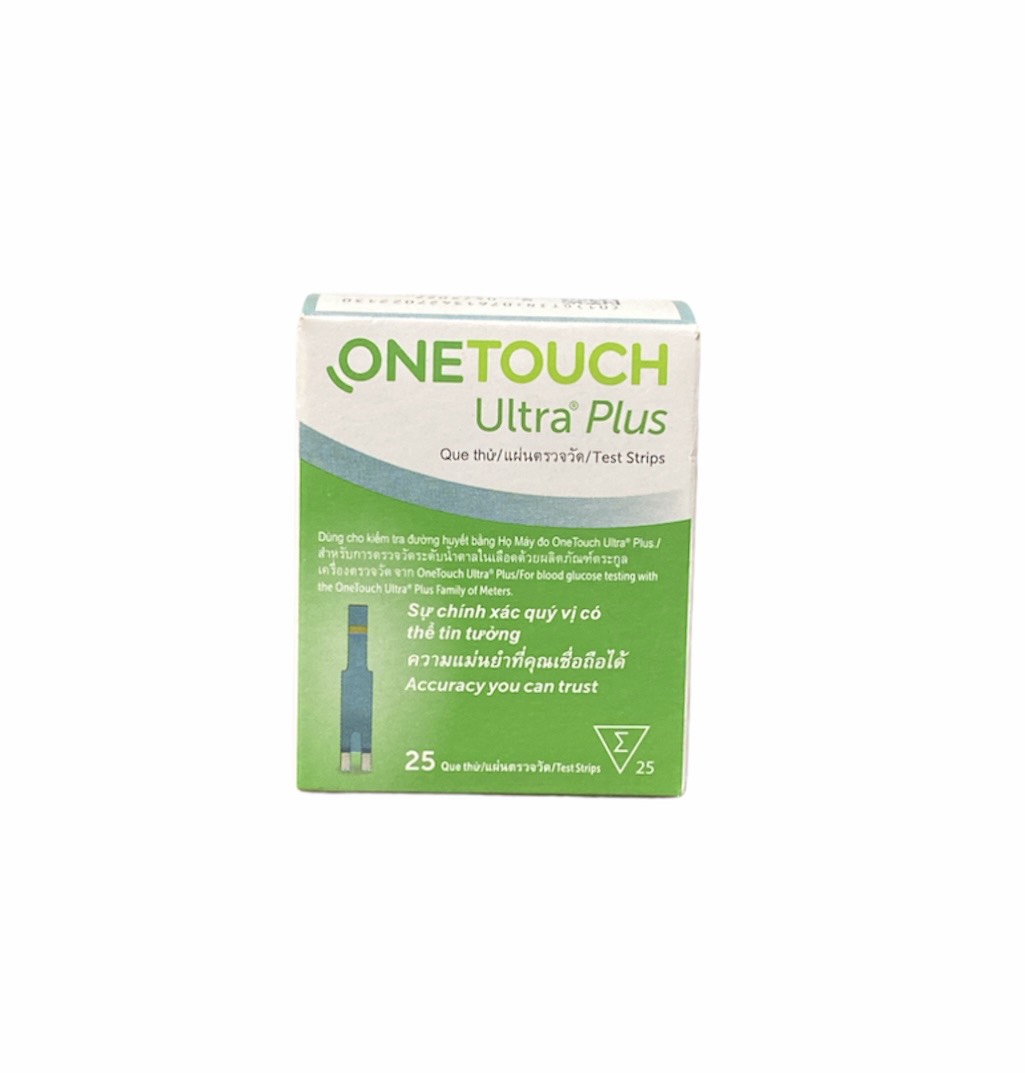 ONETOUCH
Ultra® Plus
Que thử/แผ่นตรวจวัด/Test Strips
Dùng cho kiểm tra đường huyết bằng Họ Máy đo OneTouch Ultra® Plus./
สำหรับการตรวจวัดระดับน้ำตาลในเลือดด้วยผลิตภัณฑ์ตระกูล
เครื่องตรวจวัด จาก OneTouch Ultra® Plus/For blood glucose testing with
the OneTouch Ultra® Plus Family of Meters.
Sự chính xác quý vị có
thể tin tưởng
ความแม่นยำที่คุณเชื่อถือได้
Accuracy you can trust
25 Que thử/แผ่นตรวจวัด/Test Strips
Σ
25